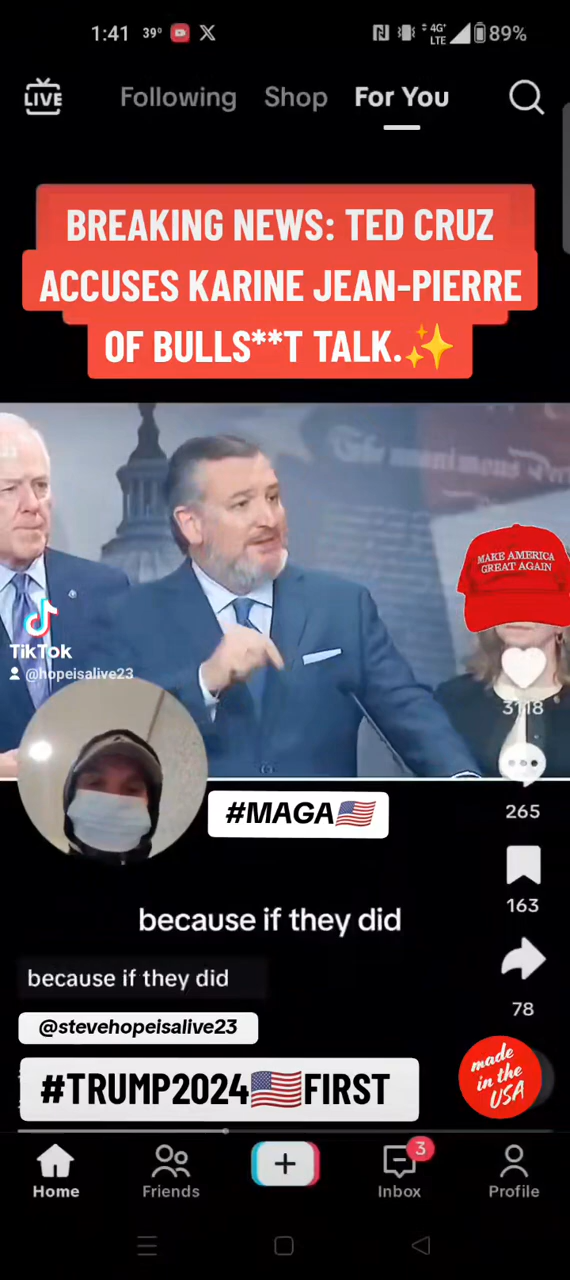 1:41 39° X 4G+ LTE 89%
LIVE Following Shop For You
BREAKING NEWS: TED CRUZ
ACCUSES KARINE JEAN-PIERRE
OF BULLS**T TALK.✨
MAKE AMERICA
GREAT AGAIN
TikTok
@hopeisalive23
3118
#MAGA🇺🇸
265
163
because if they did
because if they did
78
@stevehopeisalive23
#TRUMP2024🇺🇸FIRST
made
in the
USA
3
Home Friends Inbox Profile